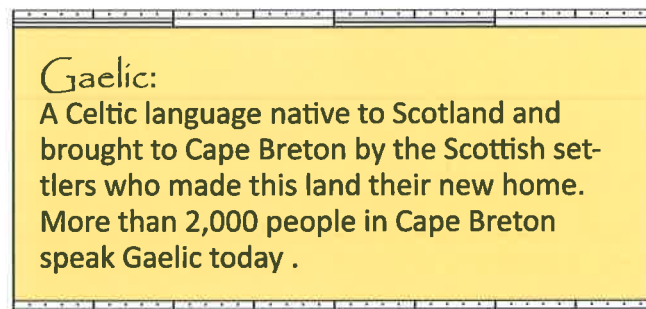 Gaelic:
A Celtic language native to Scotland and
brought to Cape Breton by the Scottish set-
tlers who made this land their new home.
More than 2,000 people in Cape Breton
speak Gaelic today .